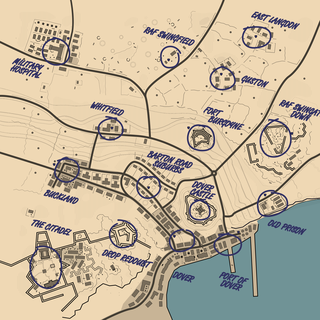 EAST LANGDON
RAF SWINGFIELD
MILITARY
HOSPITAL
GUSTON
WHITFIELD
FORT
BURGOYNE
RAF SWINGATE
DOWN
BARTON ROAD
SUBURBS
DOVER
CASTLE
BUCKLAND
THE CITADEL
OLD PRISON
DROP REDOUBT
DOVER
PORT OF
DOVER